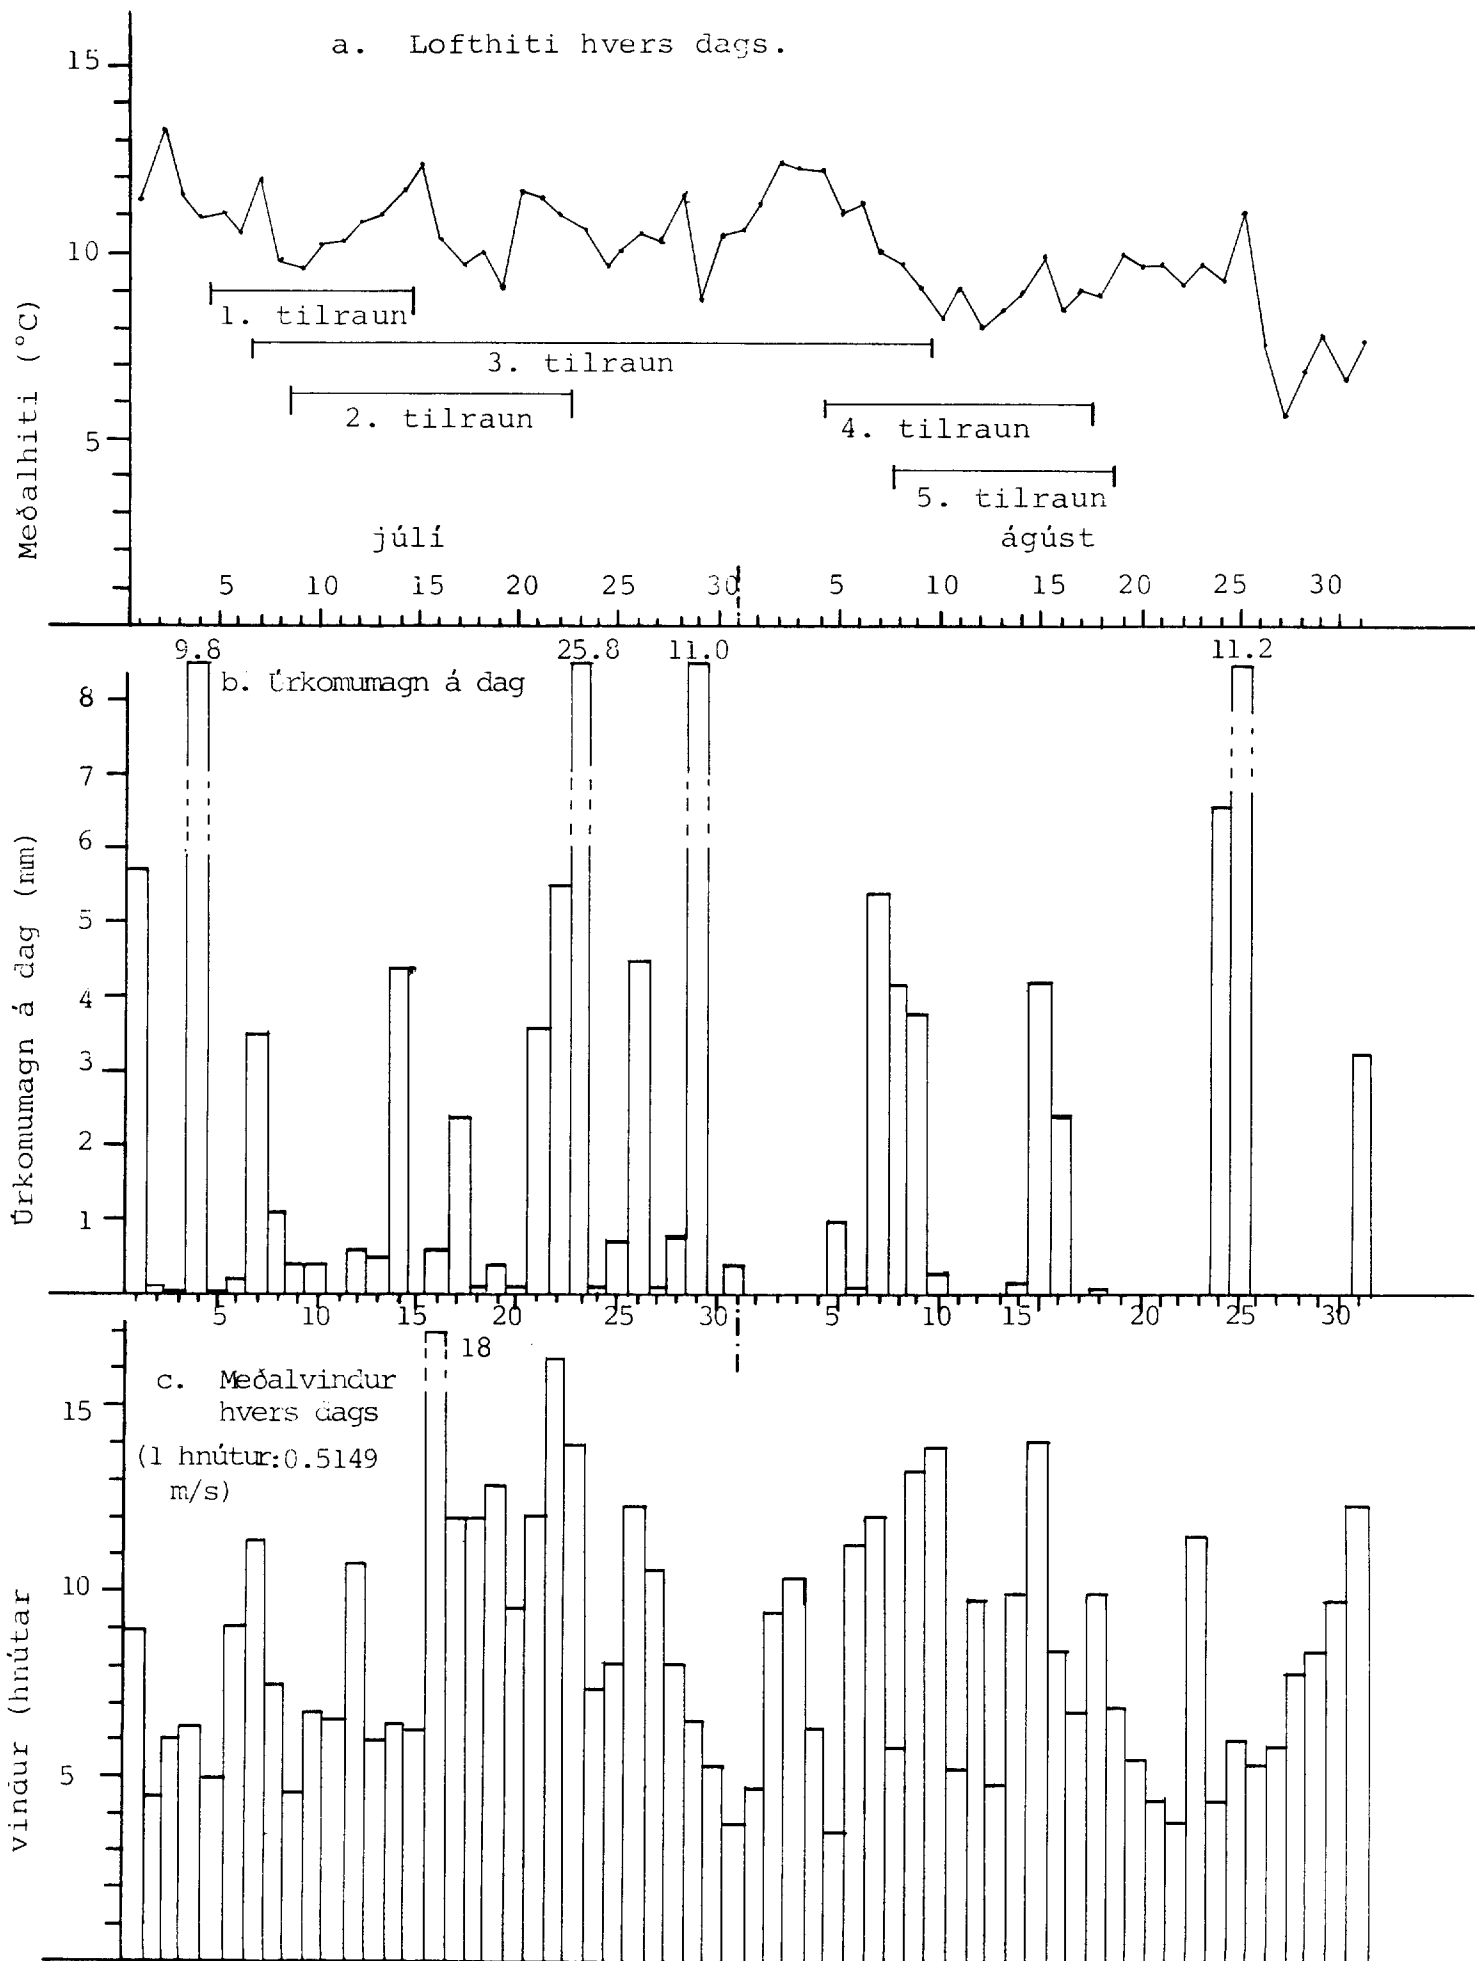 a. Lofthiti hvers dags.
15
10
5
Meðalhiti (°C)
1. tilraun
3. tilraun
2. tilraun
4. tilraun
5. tilraun
júlí ágúst
5 10 15 20 25 30 5 10 15 20 25 30
9.8 25.8 11.0 11.2
b. Úrkomumagn á dag
8
7
6
5
4
3
2
1
Úrkomumagn á dag (mm)
5 10 15 20 25 30 5 10 15 20 25 30
18
c. Meðalvindur
hvers dags
(1 hnútur:0.5149
m/s)
15
10
5
vindur (hnútar